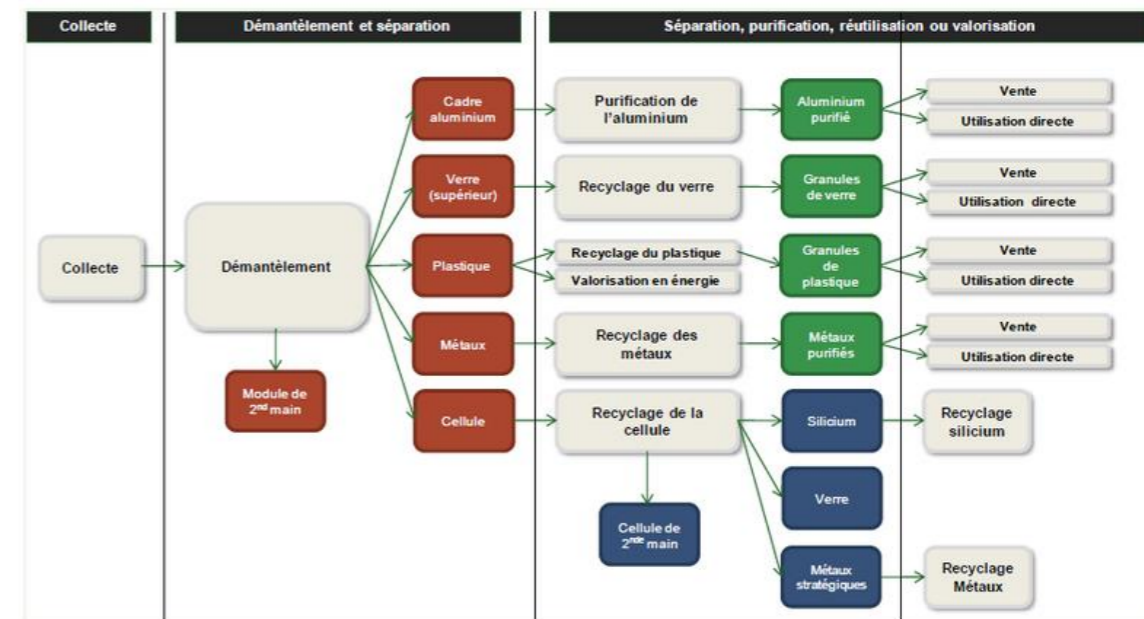 Collecte
Démantèlement et séparation
Séparation, purification, réutilisation ou valorisation
Cadre
aluminium
Purification de
l'aluminium
Aluminium
purifié
Vente
Utilisation directe
Verre
(supérieur)
Recyclage du verre
Granules
de verre
Vente
Utilisation directe
Collecte
Démantèlement
Plastique
Recyclage du plastique
Valorisation en énergie
Granules
de
plastique
Vente
Utilisation directe
Métaux
Recyclage des
métaux
Métaux
purifiés
Vente
Utilisation directe
Module de
2nd main
Cellule
Recyclage de la
cellule
Silicium
Recyclage
silicium
Verre
Cellule de
2nde main
Métaux
stratégiques
Recyclage
Métaux